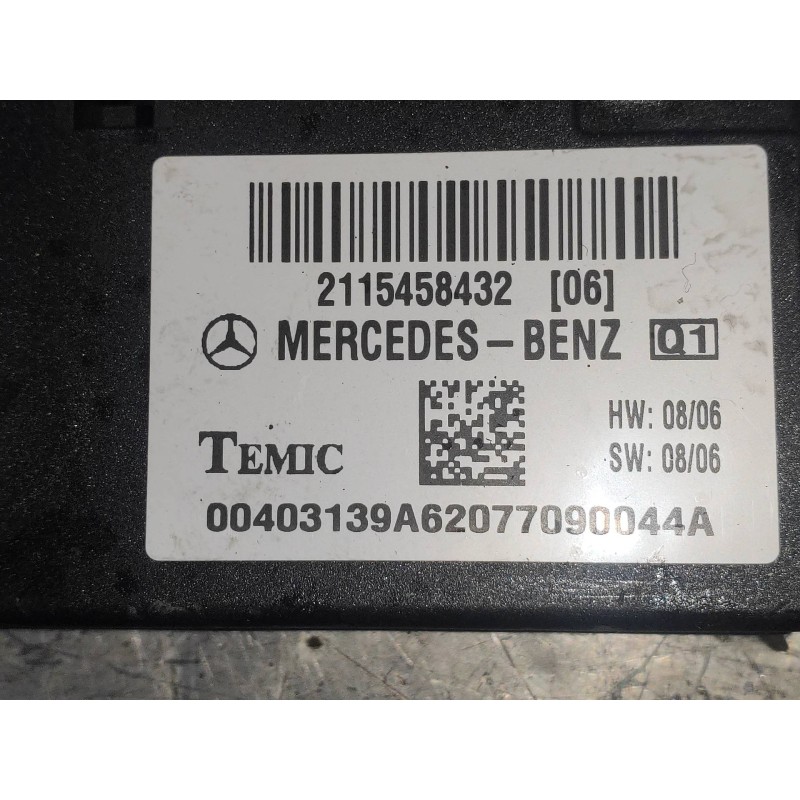 2115458432 [06]
MERCEDES-BENZ Q1
HW: 08/06
TEMIC
SW: 08/06
00403139A62077090044A